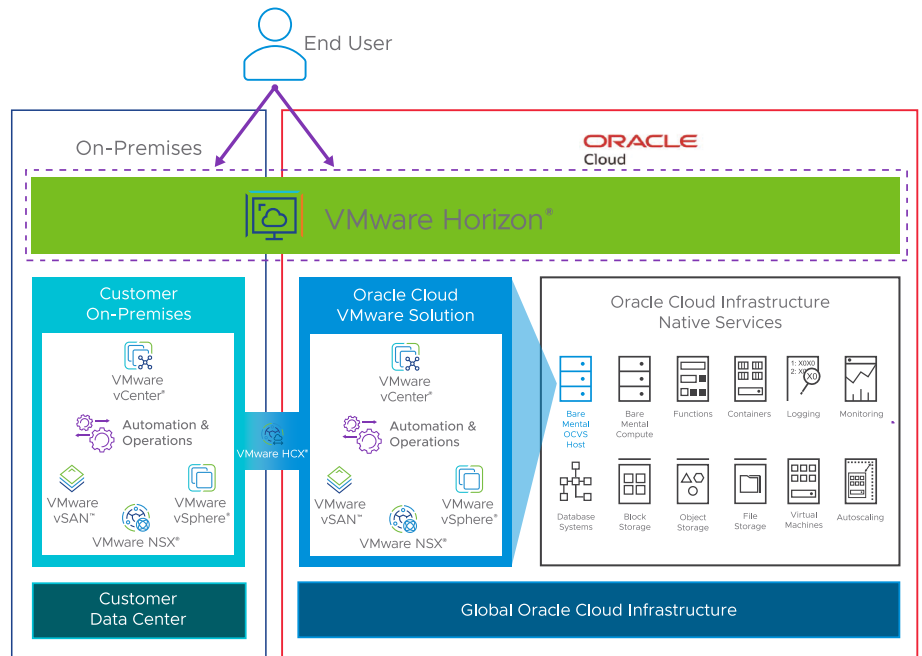 End User
On-Premises
ORACLE
Cloud
VMware Horizon®
Customer
On-Premises
VMware
vCenter®
Automation &
Operations
VMware
vSAN™
VMware
vSphere®
VMware NSX®
VMware HCX®
Oracle Cloud
VMware Solution
VMware
vCenter®
Automation &
Operations
VMware
vSAN™
VMware
vSphere®
VMware NSX®
Oracle Cloud Infrastructure
Native Services
1: X0X0
2: X0
X0
Bare
Mental
OCVS
Host
Bare
Mental
Compute
Functions
Containers
Logging
Monitoring
Database
Systems
Block
Storage
Object
Storage
File
Storage
Virtual
Machines
Autoscaling
Customer
Data Center
Global Oracle Cloud Infrastructure